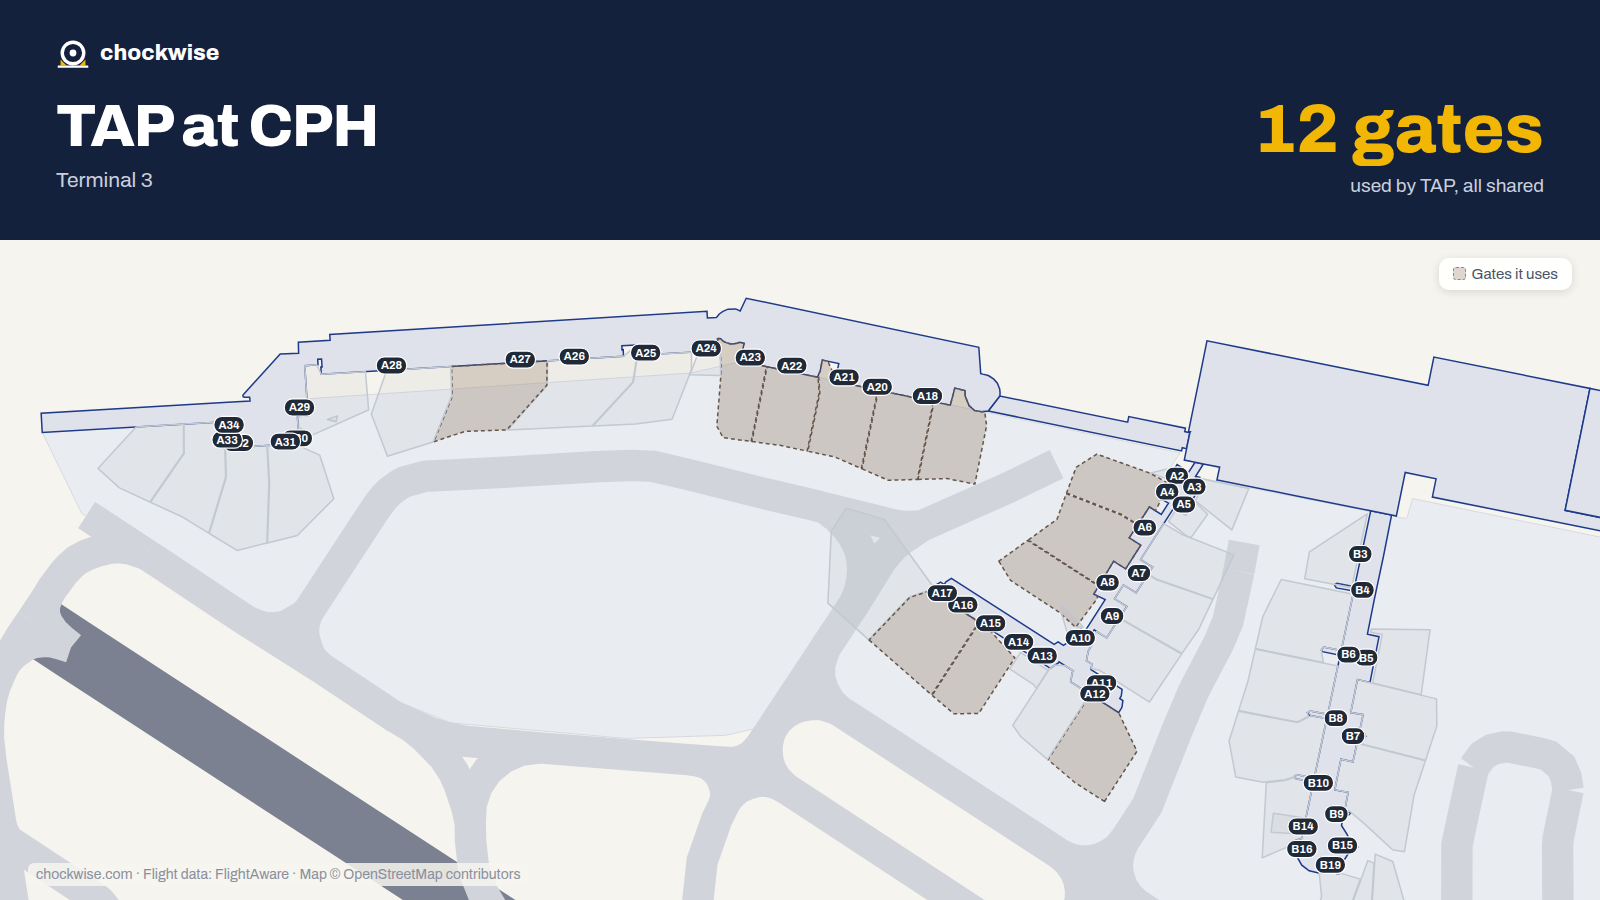 chockwise
TAP at CPH
Terminal 3
12 gates
used by TAP, all shared
Gates it uses
A28
A27
A26
A25
A24
A23
A22
A21
A20
A18
A29
A34
A33
A31
A2
A3
A4
A5
A6
A7
A8
A9
A10
A17
A16
A15
A14
A13
A11
A12
B3
B4
B6
B5
B8
B7
B10
B9
B14
B15
B16
B19
chockwise.com · Flight data: FlightAware · Map © OpenStreetMap contributors